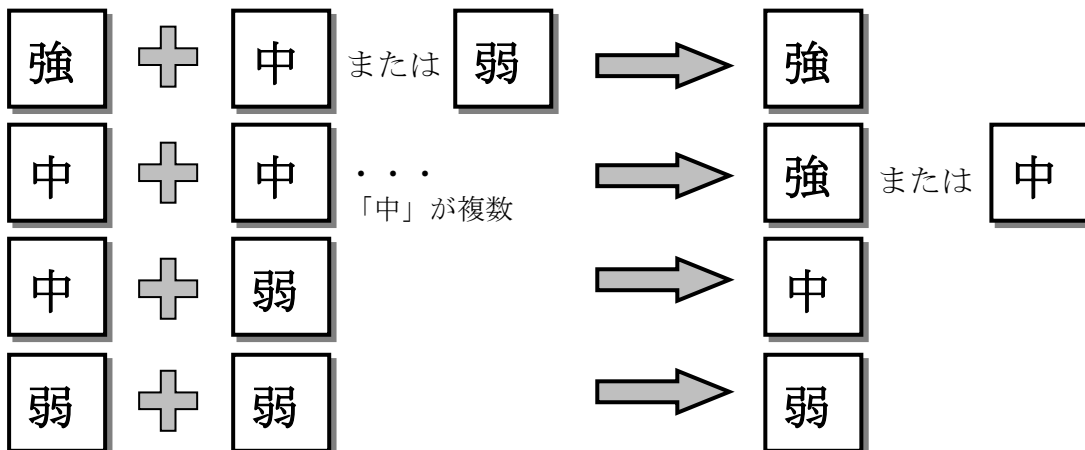 強 中 または 弱 強
中 中 ・・・ 強 または 中
「中」が複数
中 弱 中
弱 弱 弱